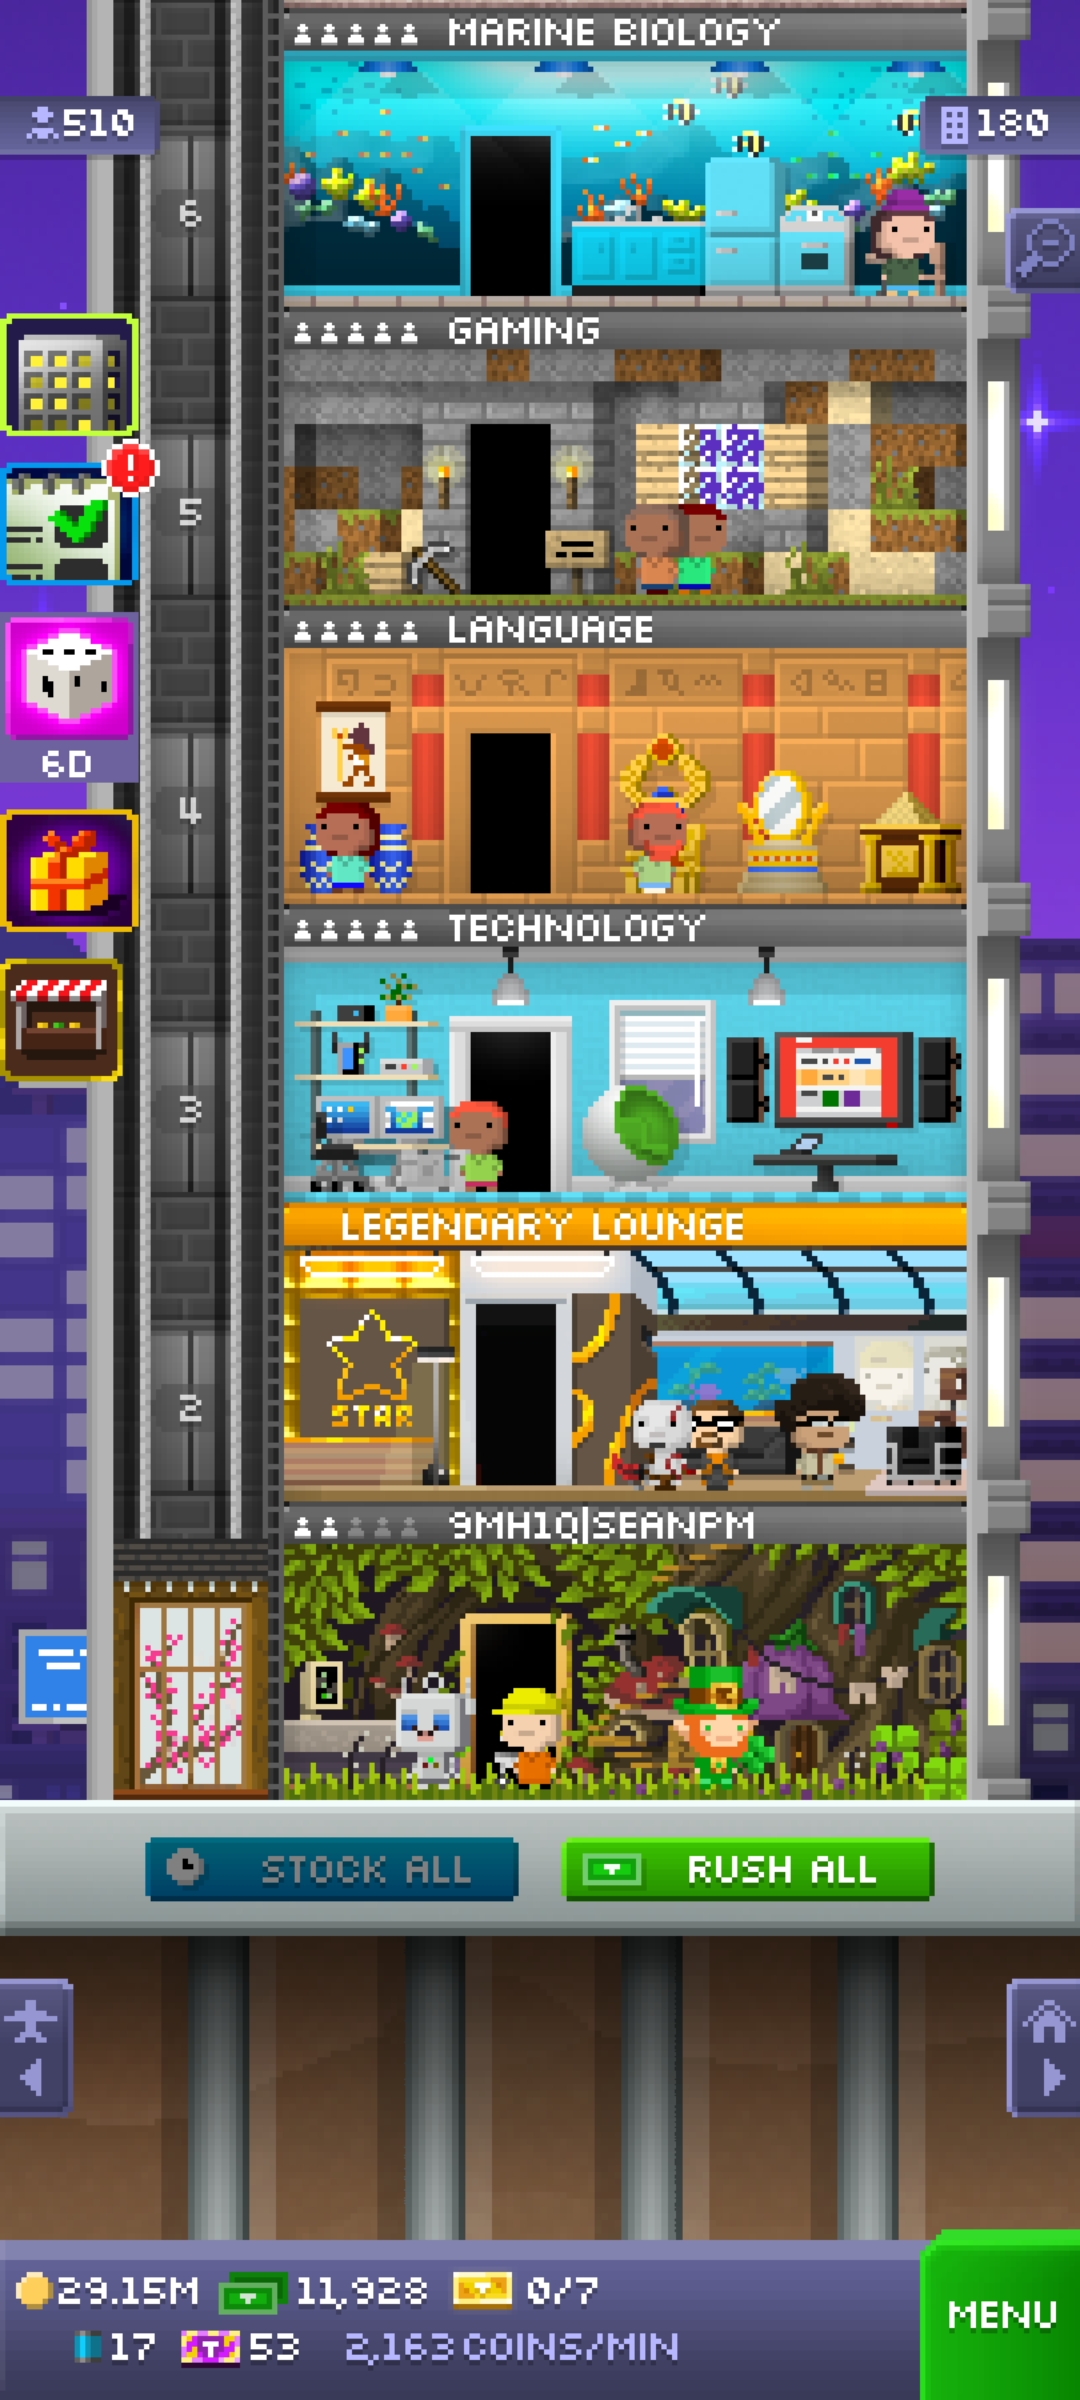 MARINE BIOLOGY
510
180
6
GAMING
5
LANGUAGE
6D
4
TECHNOLOGY
3
LEGENDARY LOUNGE
STAR
2
9MH1Q|SEANPM
STOCK ALL
RUSH ALL
29.15M
11,928
0/7
MENU
17
53
2,163 COINS/MIN